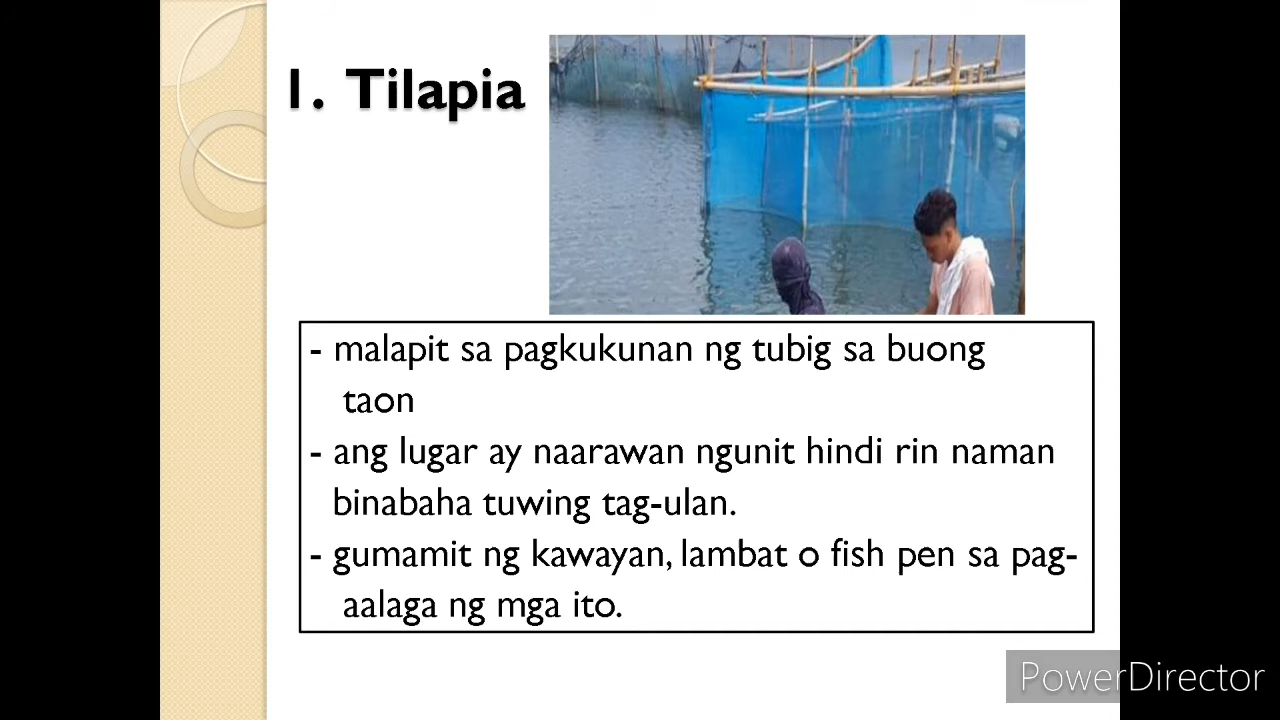 1. Tilapia
- malapit sa pagkukunan ng tubig sa buong
taon
- ang lugar ay naarawan ngunit hindi rin naman
binabaha tuwing tag-ulan.
- gumamit ng kawayan, lambat o fish pen sa pag-
aalaga ng mga ito.
PowerDirector